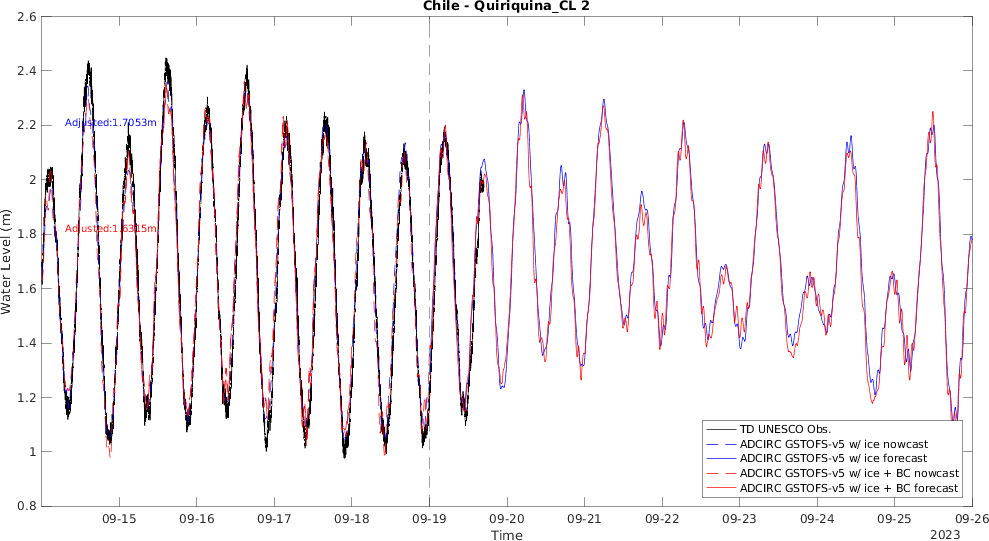 Chile - Quiriquina_CL 2
2.6
2.4
2.2
2
1.8
1.6
1.4
1.2
1
0.8
Water Level (m)
Adjusted:1.7053m
Adjusted:1.6315m
TD UNESCO Obs.
ADCIRC GSTOFS-v5 w/ ice nowcast
ADCIRC GSTOFS-v5 w/ ice forecast
ADCIRC GSTOFS-v5 w/ ice + BC nowcast
ADCIRC GSTOFS-v5 w/ ice + BC forecast
09-15 09-16 09-17 09-18 09-19 09-20 09-21 09-22 09-23 09-24 09-25 09-26
Time
2023